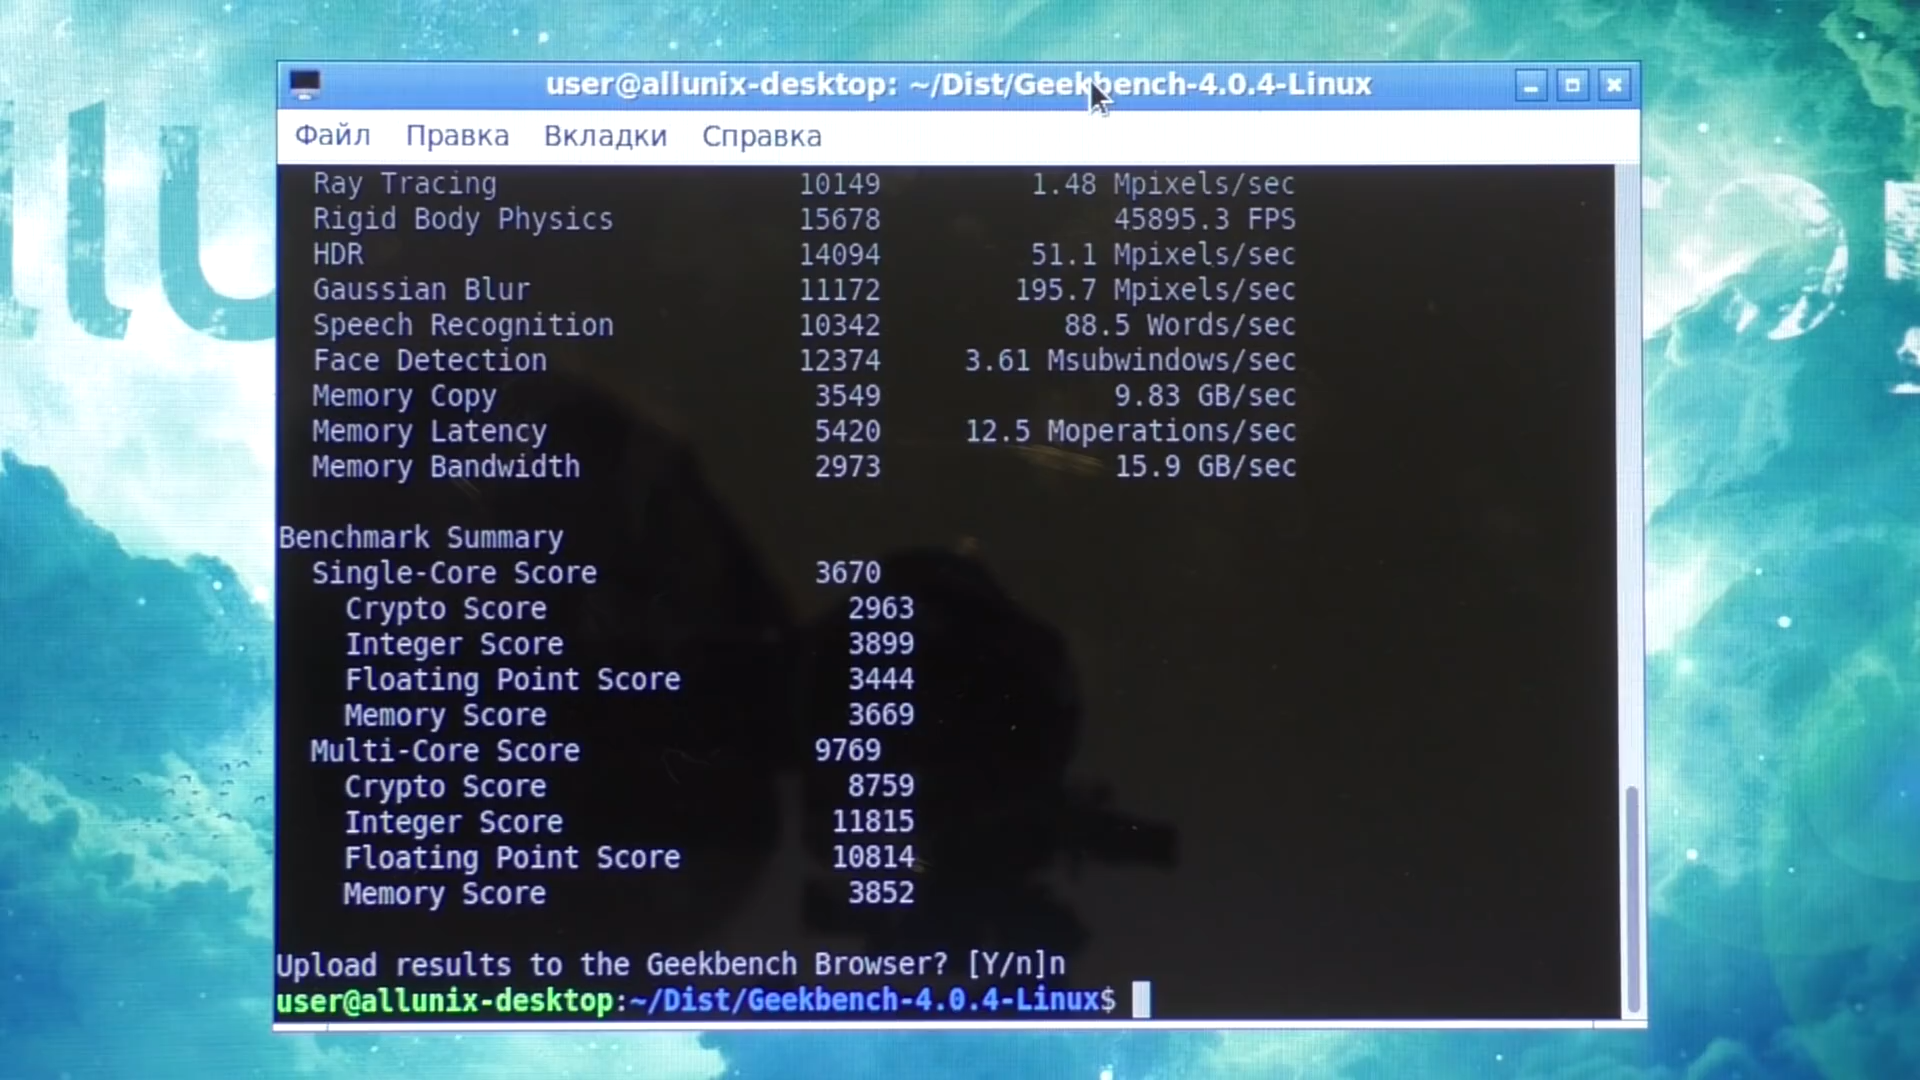 user@allunix-desktop: ~/Dist/Geekbench-4.0.4-Linux
Файл Правка Вкладки Справка
Ray Tracing 10149 1.48 Mpixels/sec
Rigid Body Physics 15678 45895.3 FPS
HDR 14094 51.1 Mpixels/sec
Gaussian Blur 11172 195.7 Mpixels/sec
Speech Recognition 10342 88.5 Words/sec
Face Detection 12374 3.61 Msubwindows/sec
Memory Copy 3549 9.83 GB/sec
Memory Latency 5420 12.5 Moperations/sec
Memory Bandwidth 2973 15.9 GB/sec
Benchmark Summary
Single-Core Score 3670
Crypto Score 2963
Integer Score 3899
Floating Point Score 3444
Memory Score 3669
Multi-Core Score 9769
Crypto Score 8759
Integer Score 11815
Floating Point Score 10814
Memory Score 3852
Upload results to the Geekbench Browser? [Y/n]n
user@allunix-desktop:~/Dist/Geekbench-4.0.4-Linux$